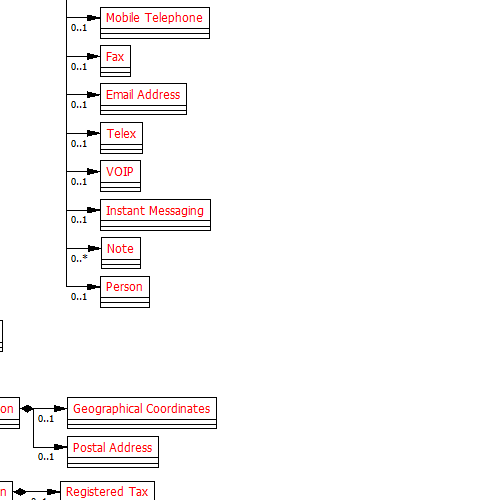 Mobile Telephone
0..1
Fax
0..1
Email Address
0..1
Telex
0..1
VOIP
0..1
Instant Messaging
0..1
Note
0..*
Person
0..1
on
Geographical Coordinates
0..1
Postal Address
0..1
n
Registered Tax
0..1